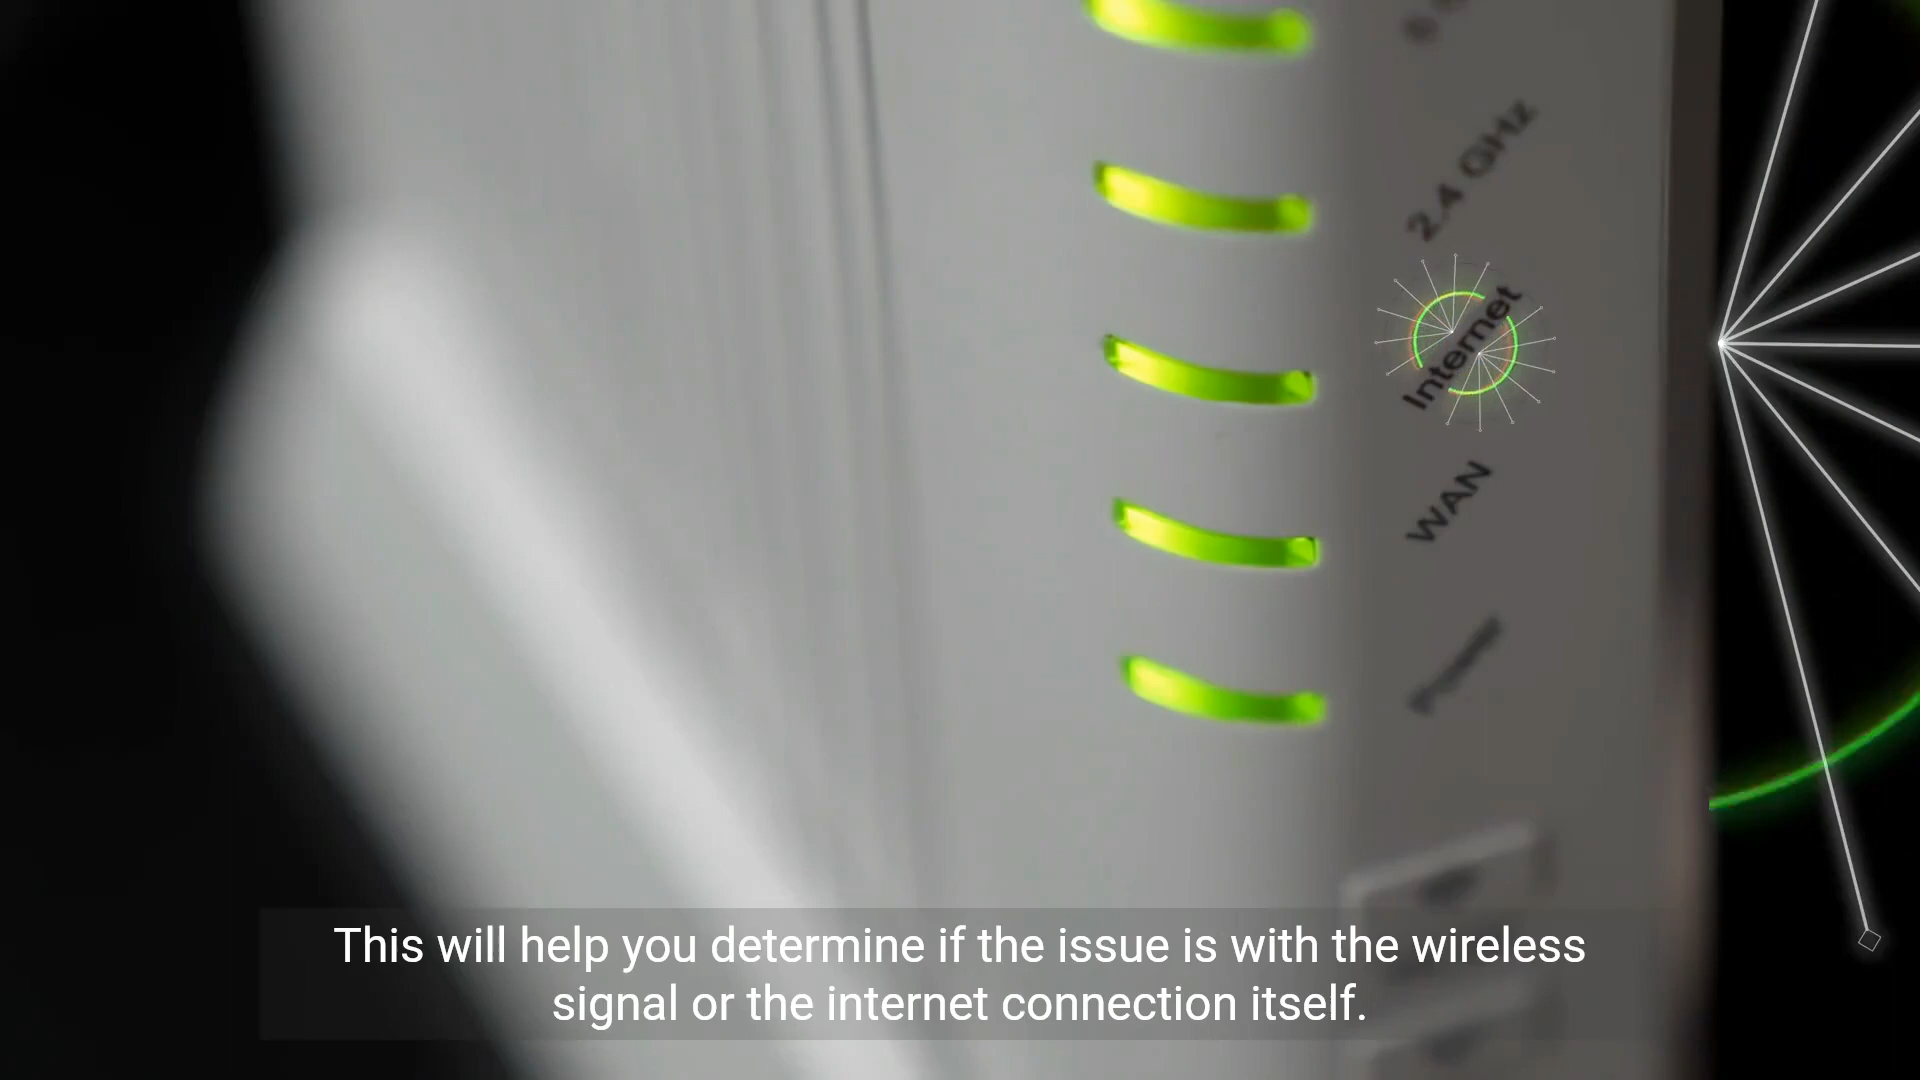 2.4 GHz
Internet
WAN
Power
This will help you determine if the issue is with the wireless
signal or the internet connection itself.